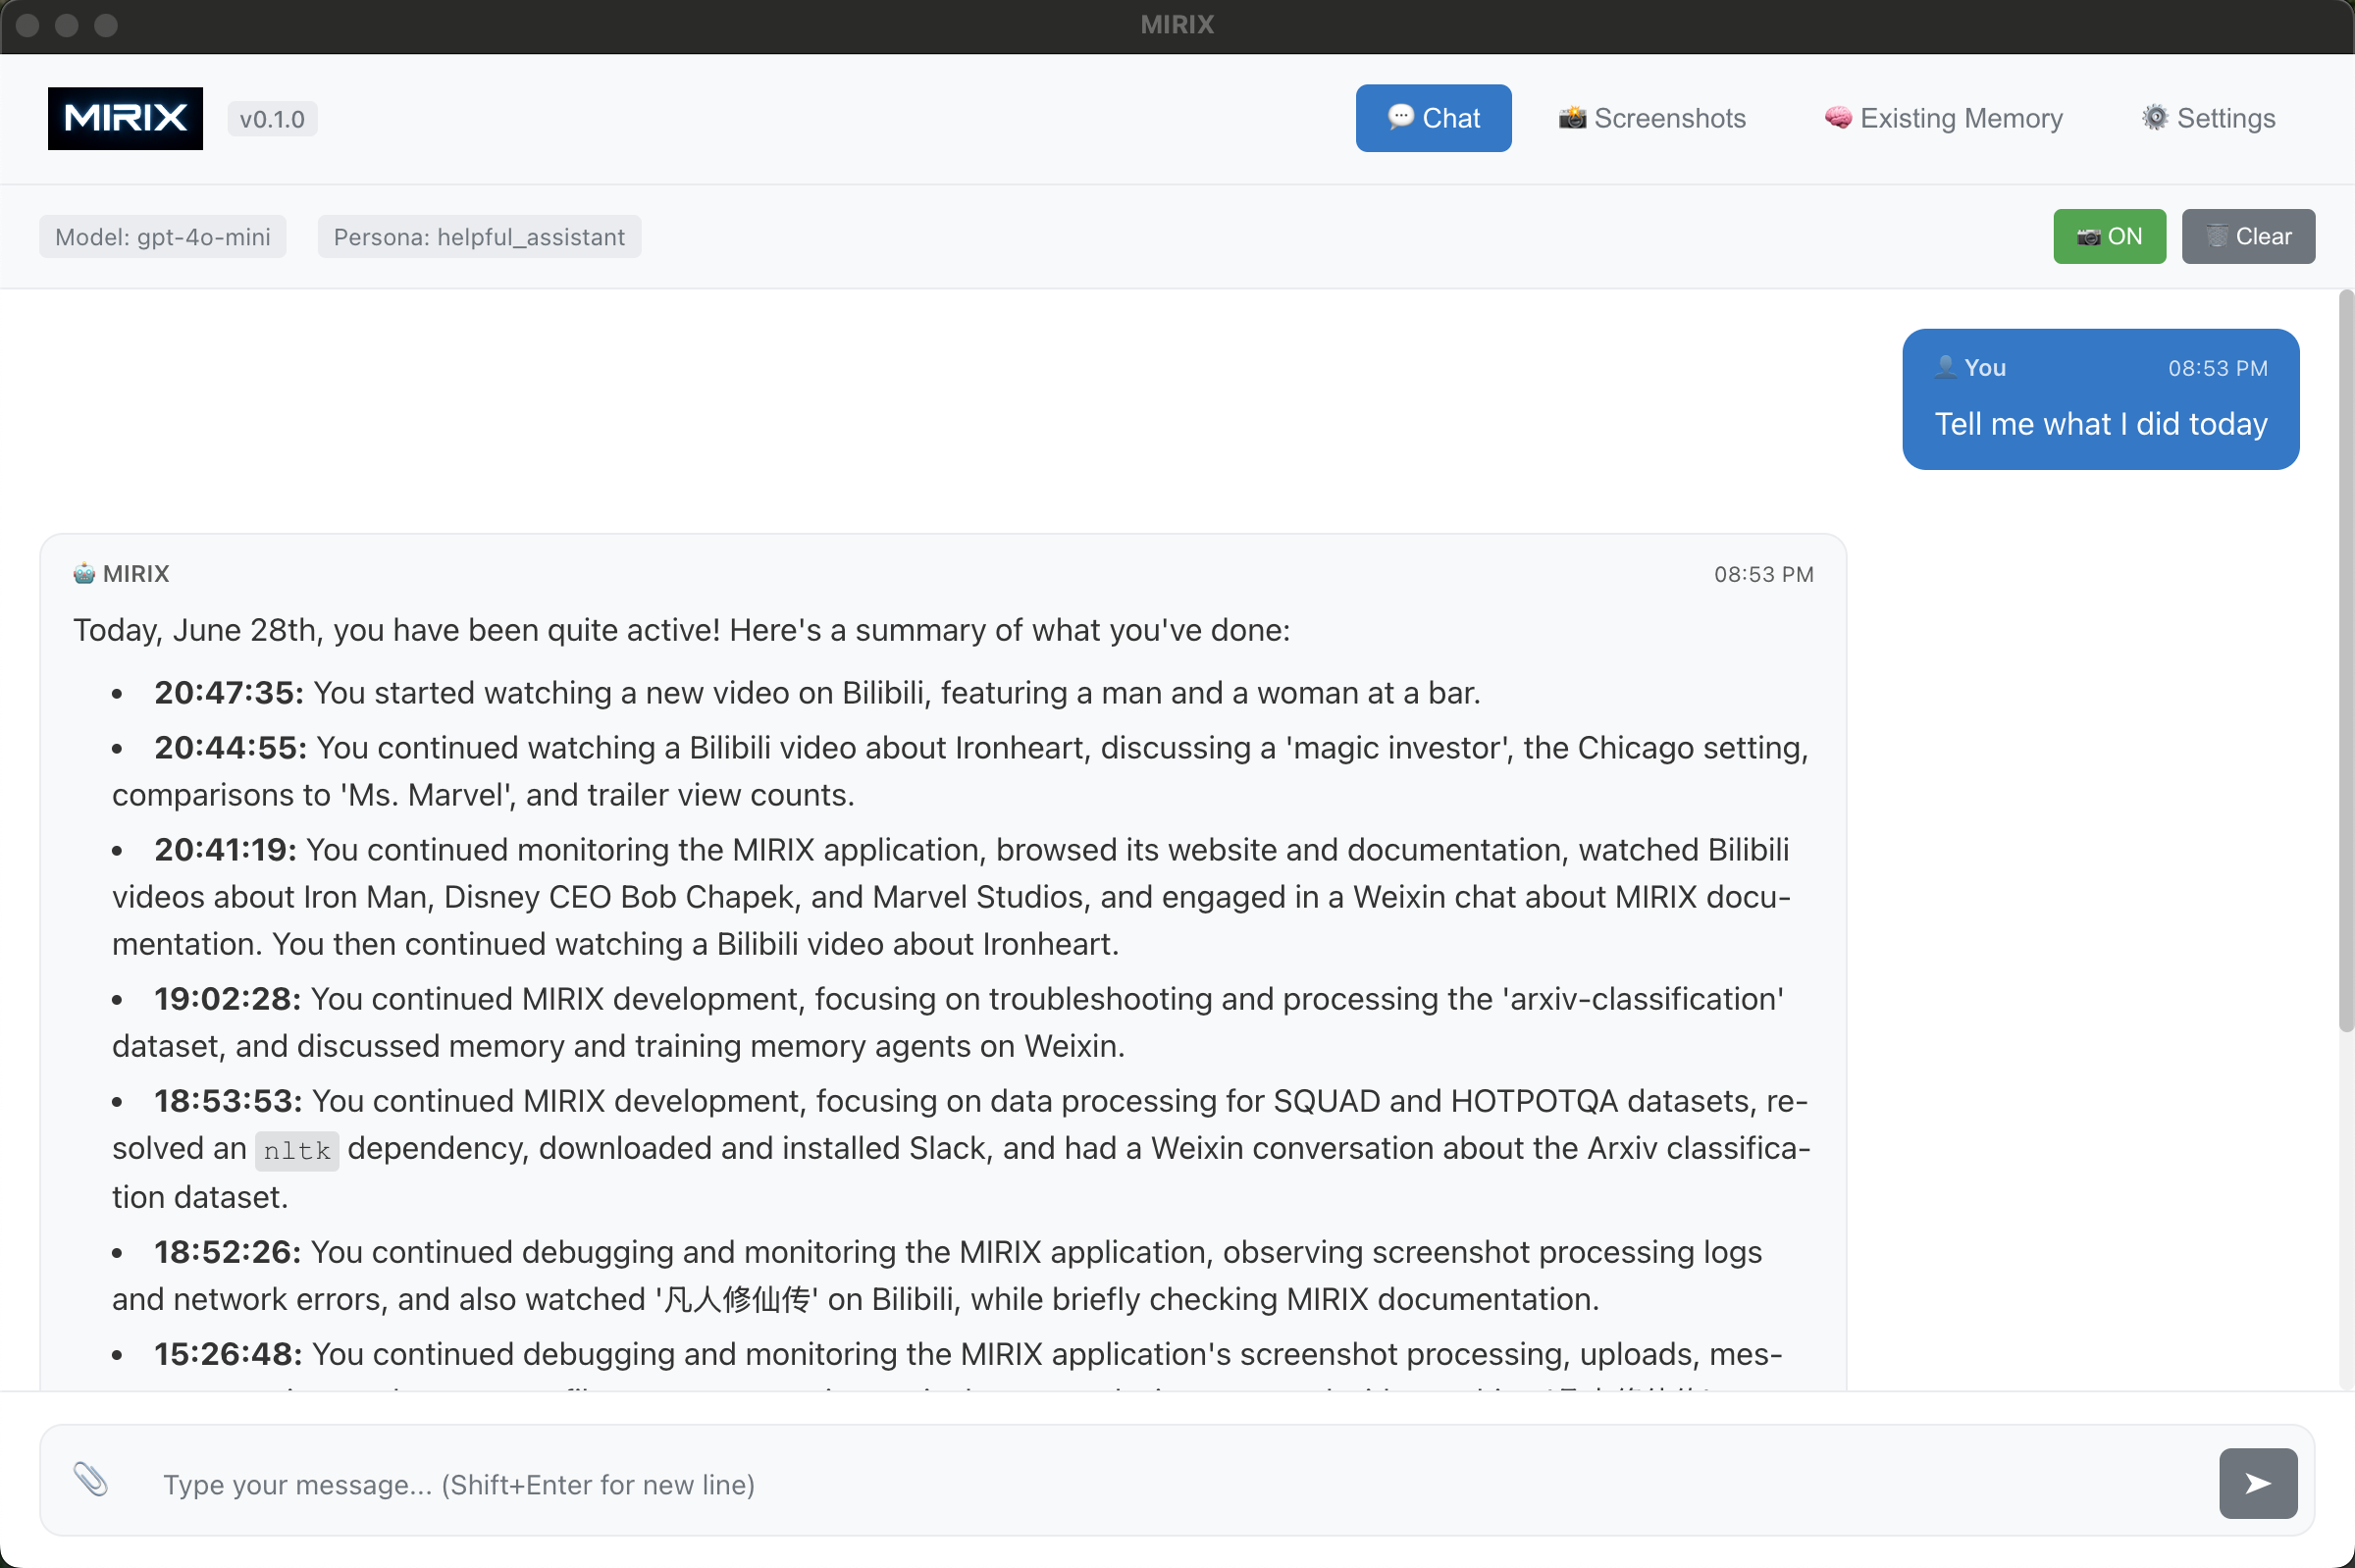 MIRIX
MIRIX v0.1.0 💬 Chat 📸 Screenshots 🧠 Existing Memory ⚙️ Settings
Model: gpt-4o-mini Persona: helpful_assistant 📷 ON 🗑️ Clear
👤 You 08:53 PM
Tell me what I did today
🤖 MIRIX 08:53 PM
Today, June 28th, you have been quite active! Here's a summary of what you've done:
• 20:47:35: You started watching a new video on Bilibili, featuring a man and a woman at a bar.
• 20:44:55: You continued watching a Bilibili video about Ironheart, discussing a 'magic investor', the Chicago setting,
comparisons to 'Ms. Marvel', and trailer view counts.
• 20:41:19: You continued monitoring the MIRIX application, browsed its website and documentation, watched Bilibili
videos about Iron Man, Disney CEO Bob Chapek, and Marvel Studios, and engaged in a Weixin chat about MIRIX docu-
mentation. You then continued watching a Bilibili video about Ironheart.
• 19:02:28: You continued MIRIX development, focusing on troubleshooting and processing the 'arxiv-classification'
dataset, and discussed memory and training memory agents on Weixin.
• 18:53:53: You continued MIRIX development, focusing on data processing for SQUAD and HOTPOTQA datasets, re-
solved an nltk dependency, downloaded and installed Slack, and had a Weixin conversation about the Arxiv classifica-
tion dataset.
• 18:52:26: You continued debugging and monitoring the MIRIX application, observing screenshot processing logs
and network errors, and also watched '凡人修仙传' on Bilibili, while briefly checking MIRIX documentation.
• 15:26:48: You continued debugging and monitoring the MIRIX application's screenshot processing, uploads, mes-
Type your message... (Shift+Enter for new line)